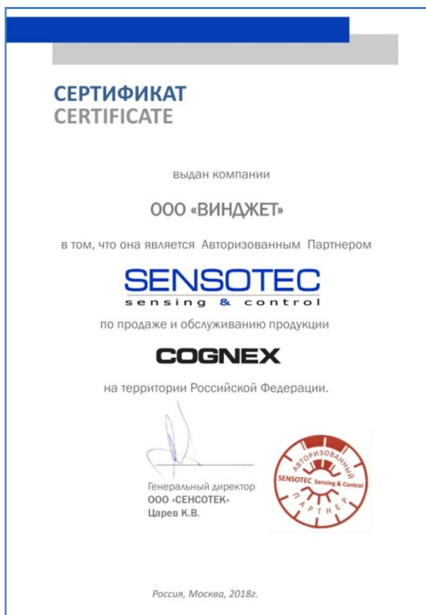 СЕРТИФИКАТ
CERTIFICATE
выдан компании
ООО «ВИНДЖЕТ»
в том, что она является Авторизованным Партнером
SENSOTEC
sensing & control
по продаже и обслуживанию продукции
COGNEX
на территории Российской Федерации.
Генеральный директор
ООО «СЕНСОТЕК»
Царев К.В.
АВТОРИЗОВАННЫЙ
SENSOTEC Sensing & Control
ПАРТНЕР
Россия, Москва, 2018г.